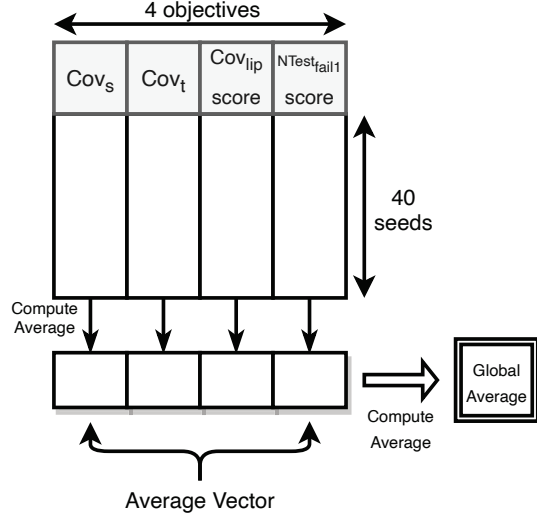 4 objectives
Cov_s
Cov_t
Cov_lip
score
NTest_fail1
score
40
seeds
Compute
Average
Global
Average
Compute
Average
Average Vector